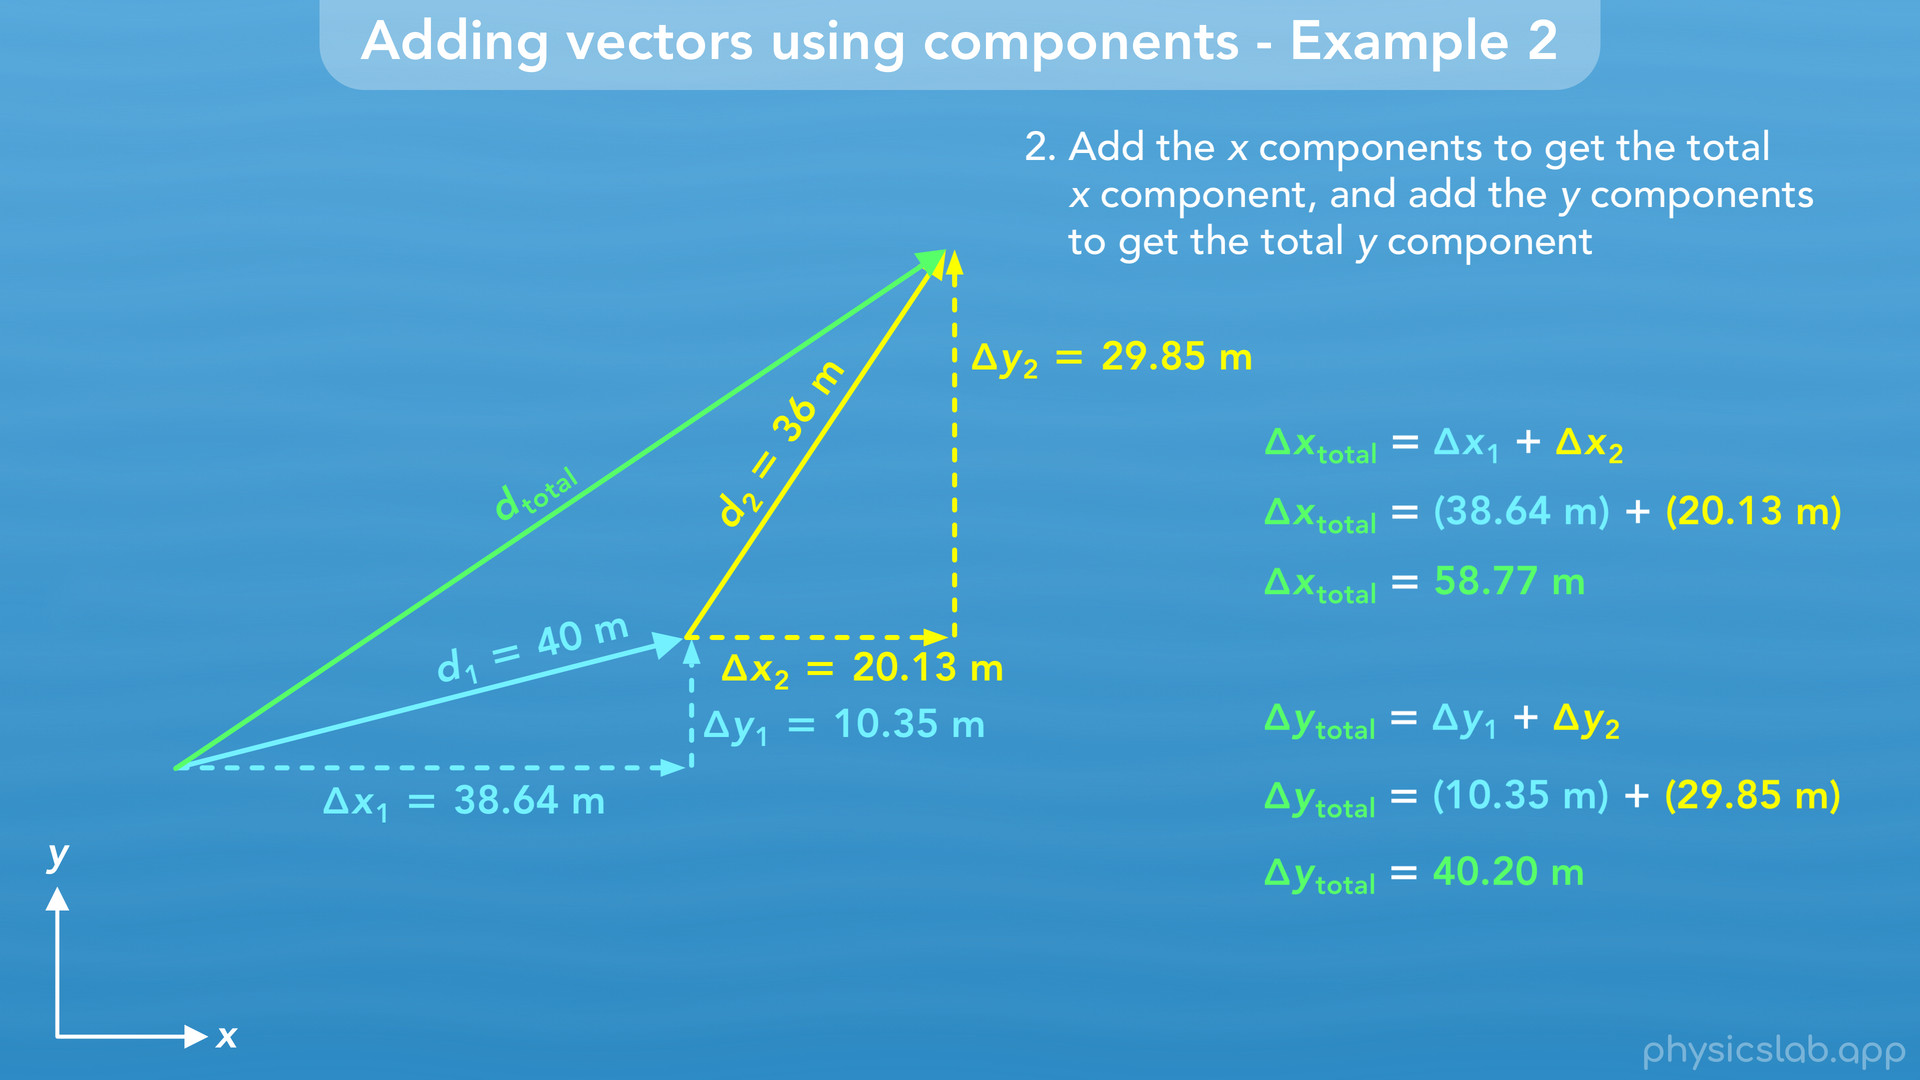 Adding vectors using components - Example 2
2. Add the x components to get the total
x component, and add the y components
to get the total y component
Δy₂ = 29.85 m
d₂ = 36 m
d_total
d₁ = 40 m
Δx₂ = 20.13 m
Δy₁ = 10.35 m
Δx₁ = 38.64 m
Δx_total = Δx₁ + Δx₂
Δx_total = (38.64 m) + (20.13 m)
Δx_total = 58.77 m
Δy_total = Δy₁ + Δy₂
Δy_total = (10.35 m) + (29.85 m)
Δy_total = 40.20 m
y
x
physicslab.app